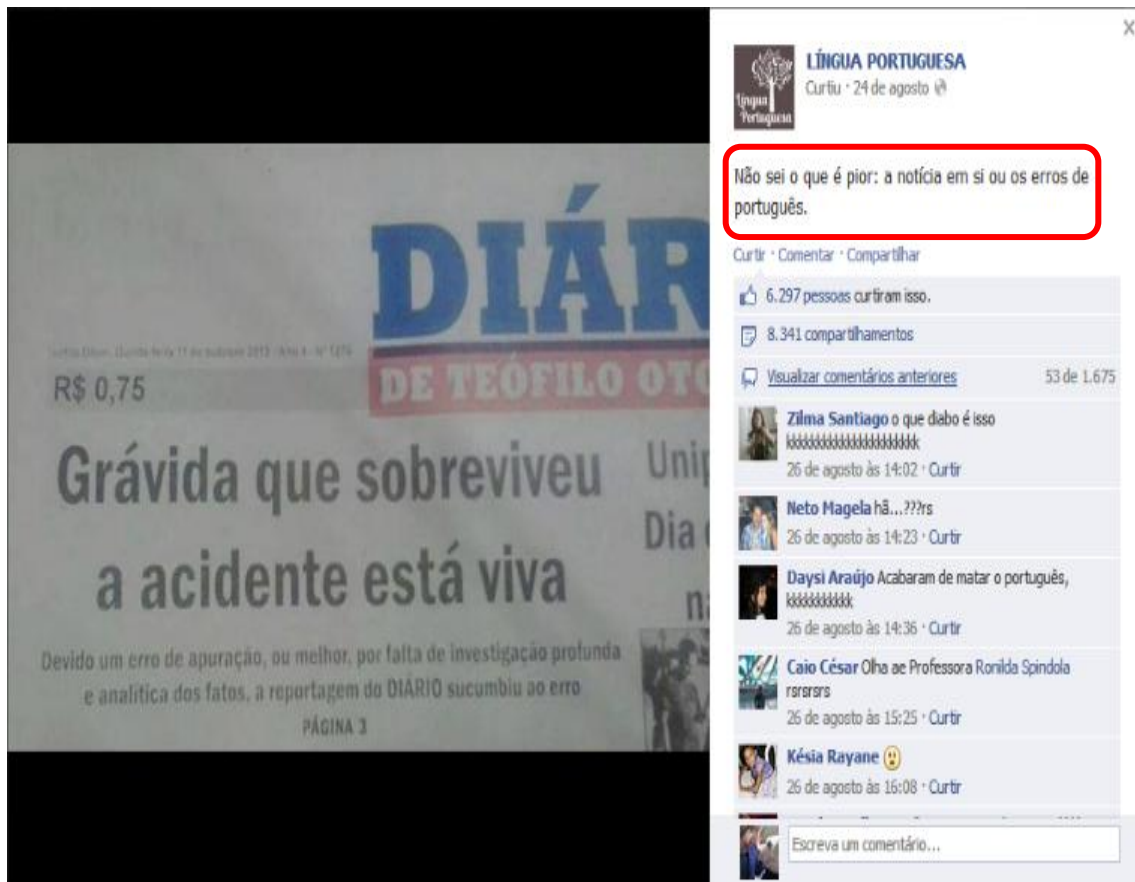 DIÁR
DE TEÓFILO OTO
R$ 0,75
Grávida que sobreviveu
a acidente está viva
Devido um erro de apuração, ou melhor, por falta de investigação profunda
e analítica dos fatos, a reportagem do DIÁRIO sucumbiu ao erro
PÁGINA 3
Unip
Dia
LÍNGUA PORTUGUESA
Curtiu · 24 de agosto
Língua
Portuguesa
Não sei o que é pior: a notícia em si ou os erros de
português.
Curtir · Comentar · Compartilhar
6.297 pessoas curtiram isso.
8.341 compartilhamentos
Visualizar comentários anteriores 53 de 1.675
Zilma Santiago o que diabo é isso
kkkkkkkkkkkkkkkkkkkkk
26 de agosto às 14:02 · Curtir
Neto Magela hã...???rs
26 de agosto às 14:23 · Curtir
Daysi Araújo Acabaram de matar o português,
kkkkkkkkkkk
26 de agosto às 14:36 · Curtir
Caio César Olha ae Professora Ronilda Spindola
rsrsrsrs
26 de agosto às 15:25 · Curtir
Késia Rayane
26 de agosto às 16:08 · Curtir
Escreva um comentário...